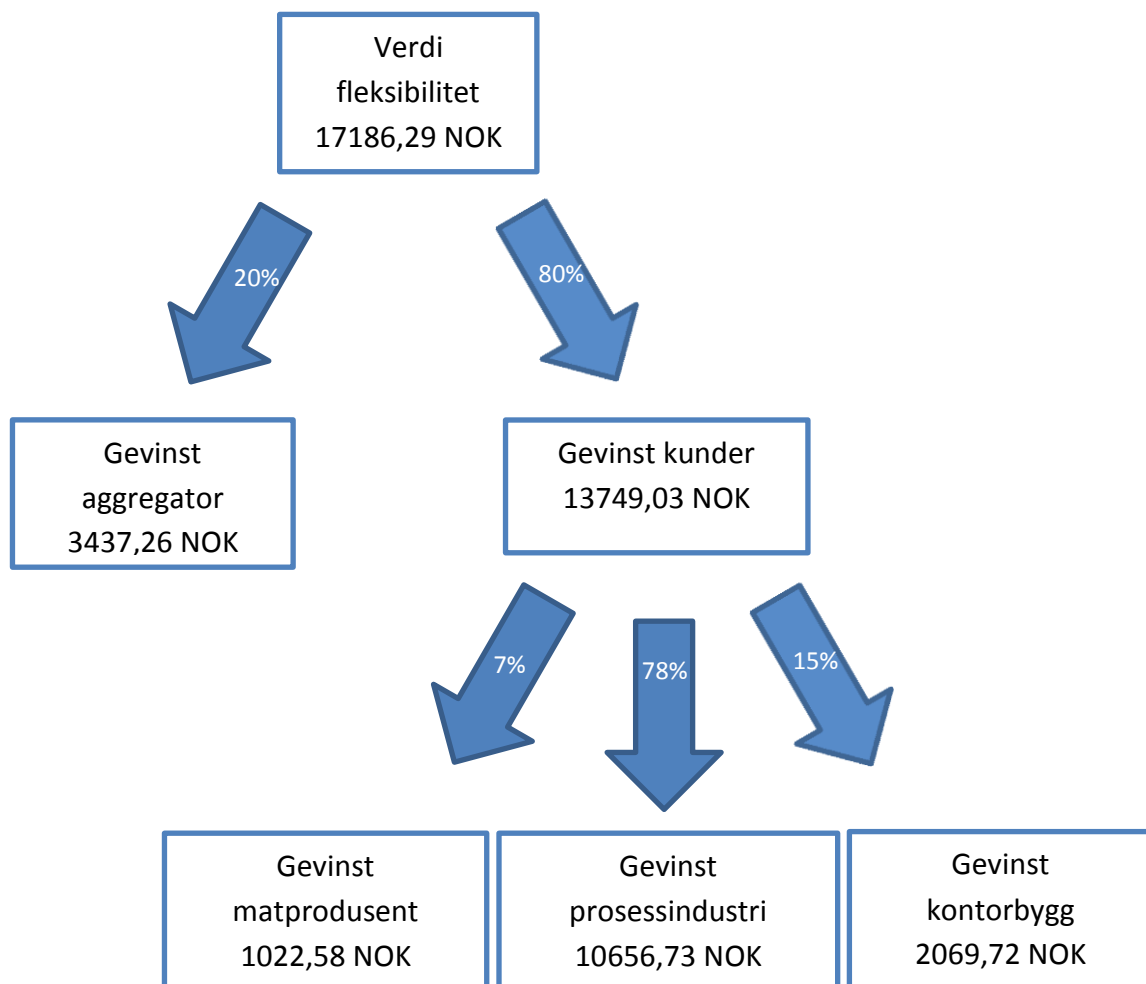 Verdi
fleksibilitet
17186,29 NOK
20%
80%
Gevinst
aggregator
3437,26 NOK
Gevinst kunder
13749,03 NOK
7%
78%
15%
Gevinst
matprodusent
1022,58 NOK
Gevinst
prosessindustri
10656,73 NOK
Gevinst
kontorbygg
2069,72 NOK